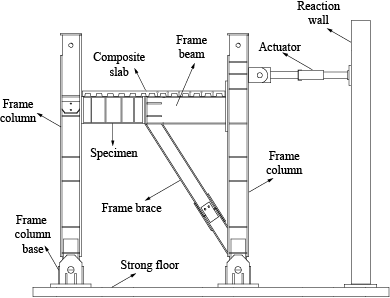 Reaction
wall
Frame
beam
Actuator
Composite
slab
Frame
column
Specimen
Frame
column
Frame brace
Frame
column
base
Strong floor